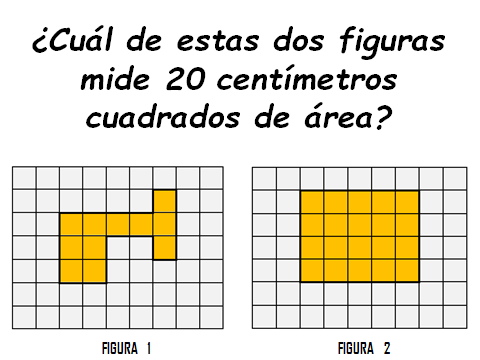 ¿Cuál de estas dos figuras
mide 20 centímetros
cuadrados de área?
FIGURA 1
FIGURA 2